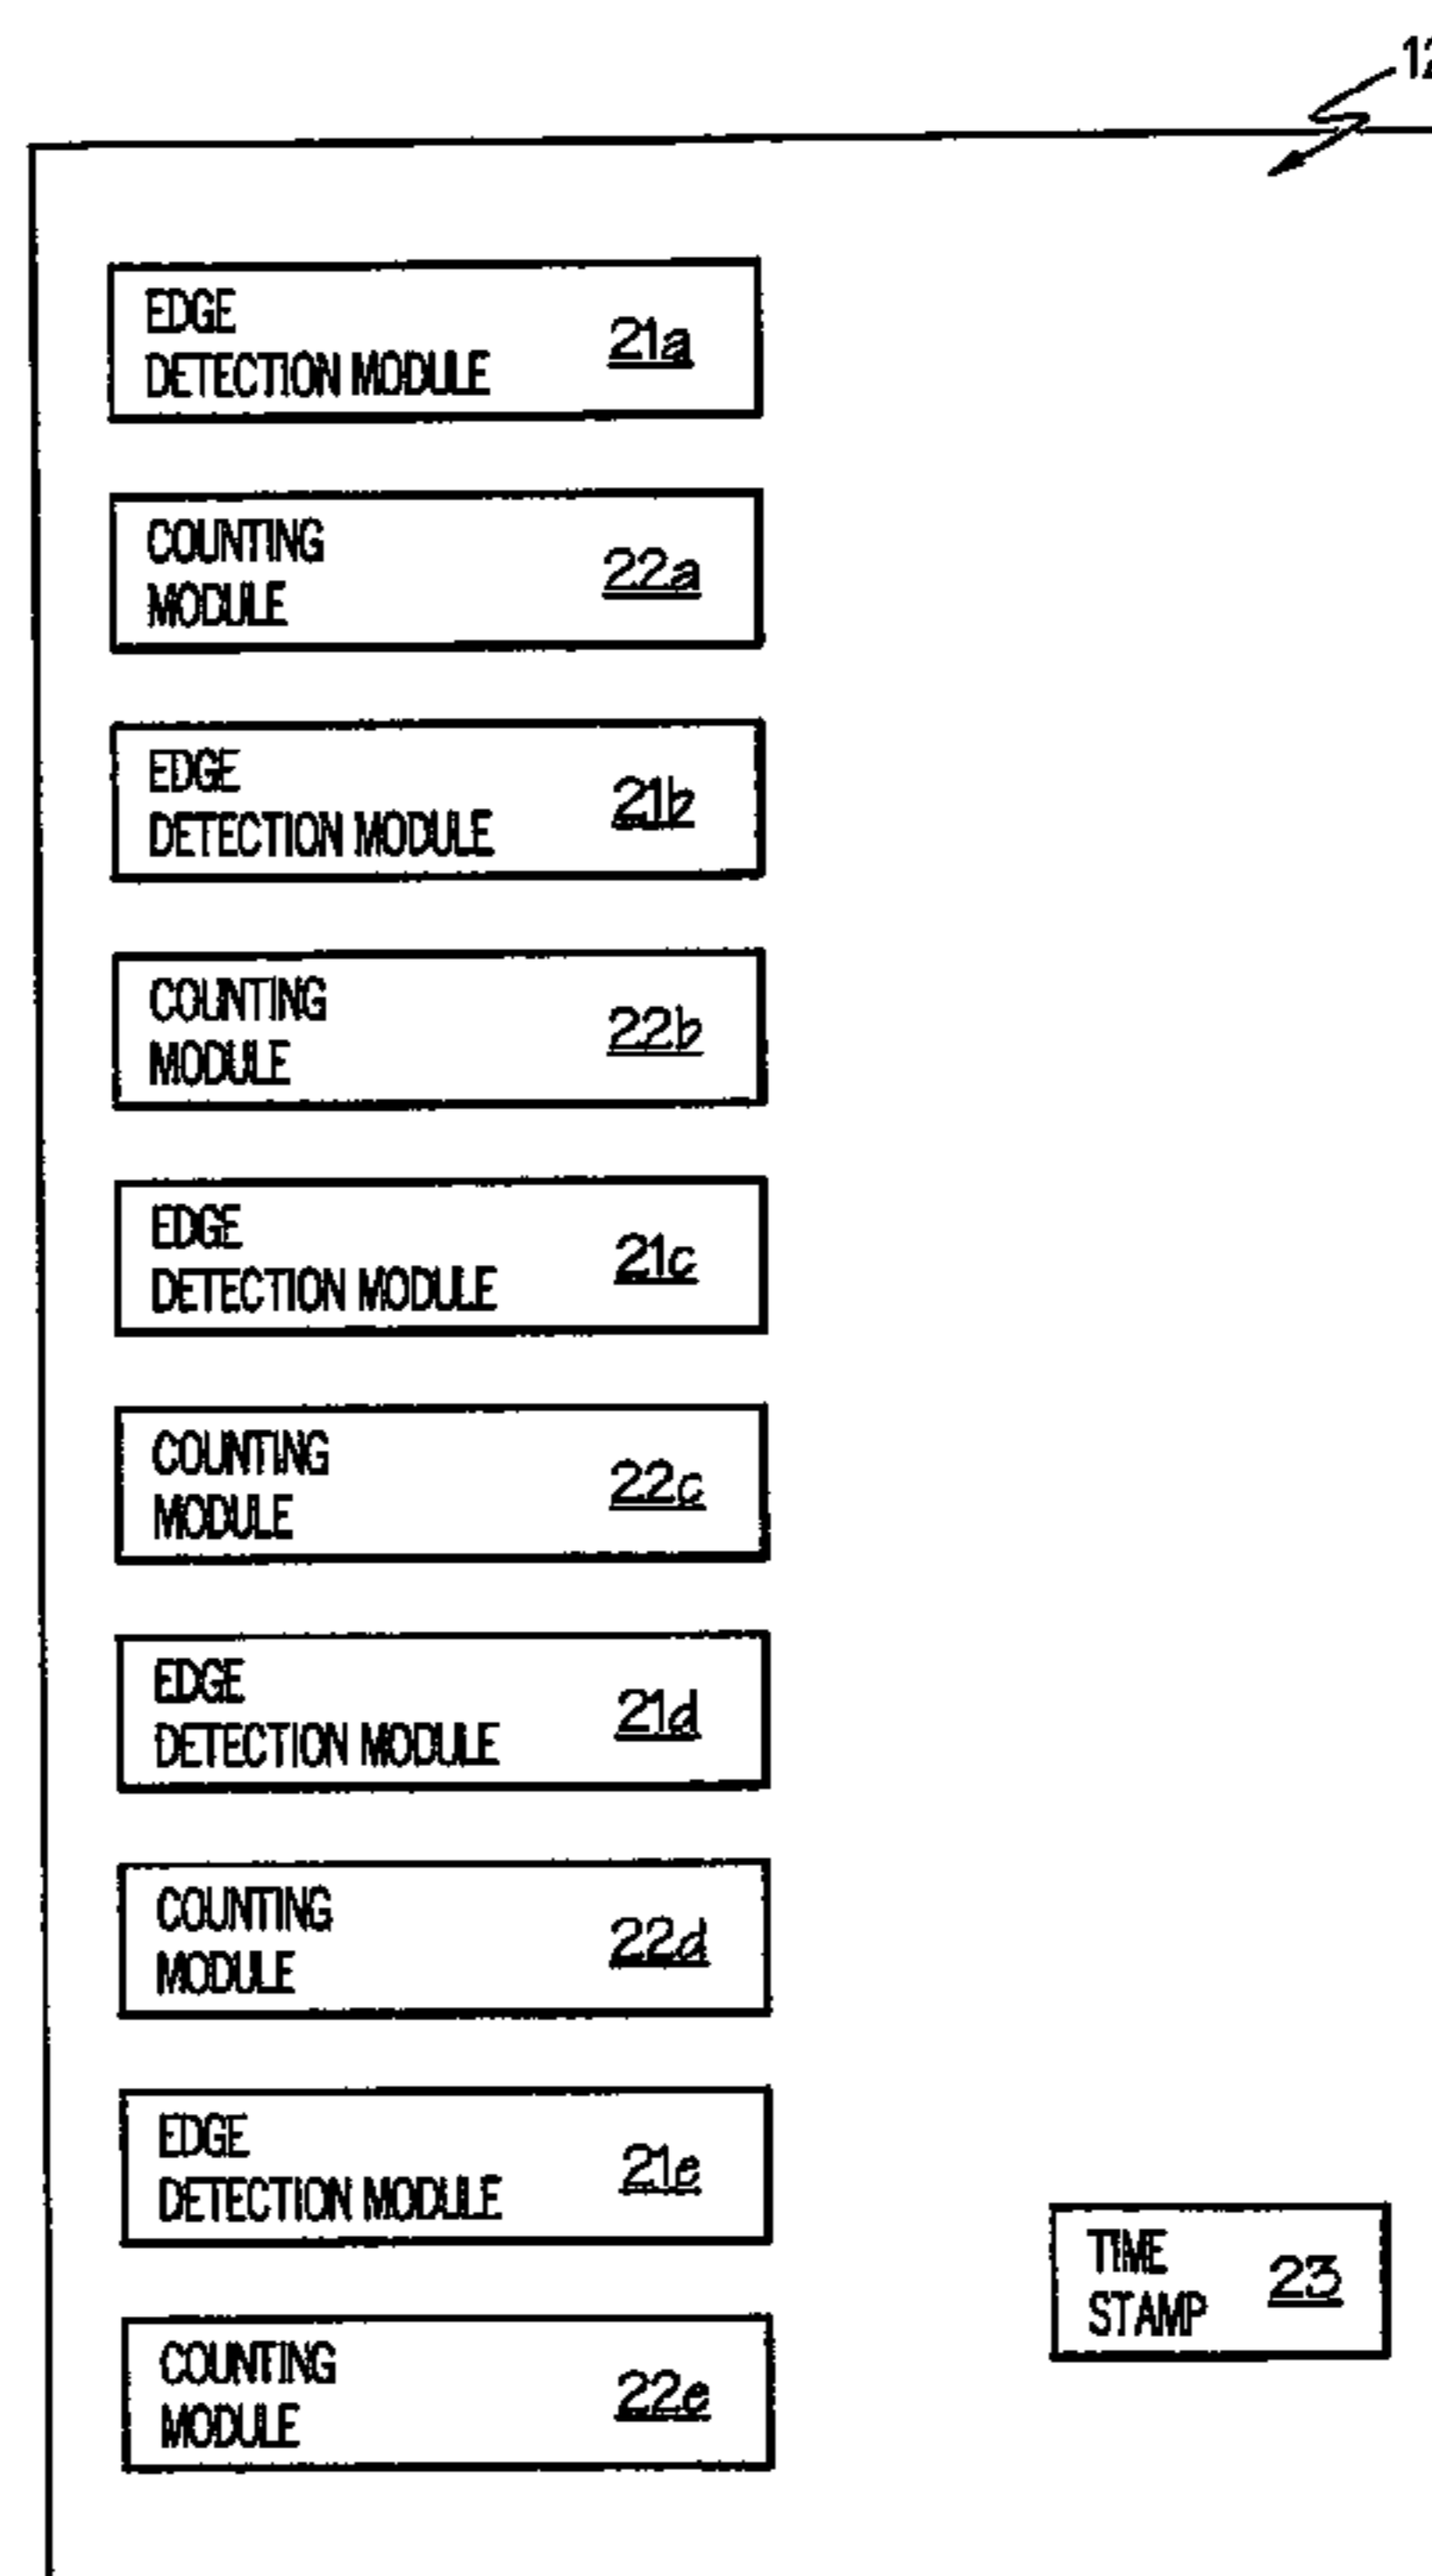 12
EDGE
DETECTION MODULE 21a
COUNTING
MODULE 22a
EDGE
DETECTION MODULE 21b
COUNTING
MODULE 22b
EDGE
DETECTION MODULE 21c
COUNTING
MODULE 22c
EDGE
DETECTION MODULE 21d
COUNTING
MODULE 22d
EDGE
DETECTION MODULE 21e
TIME
STAMP 23
COUNTING
MODULE 22e